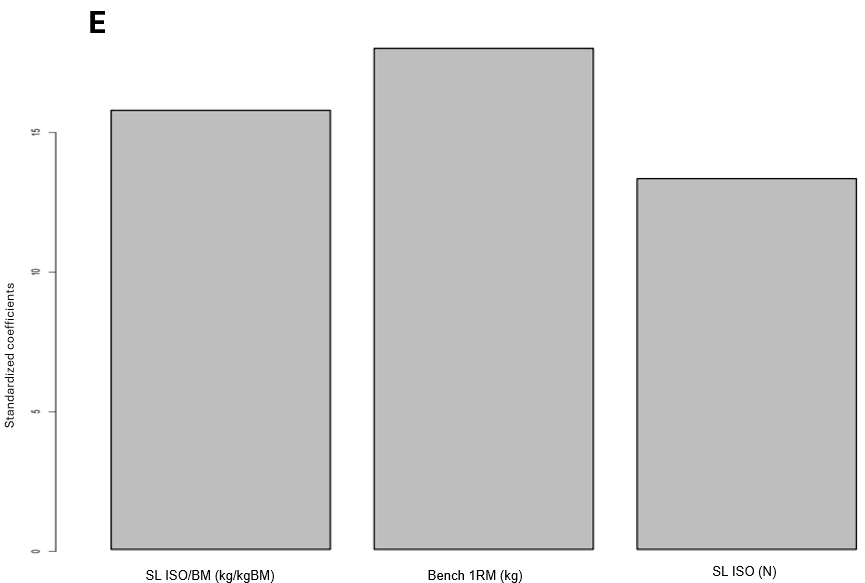 E
15
10
5
0
Standardized coefficients
SL ISO/BM (kg/kgBM)
Bench 1RM (kg)
SL ISO (N)